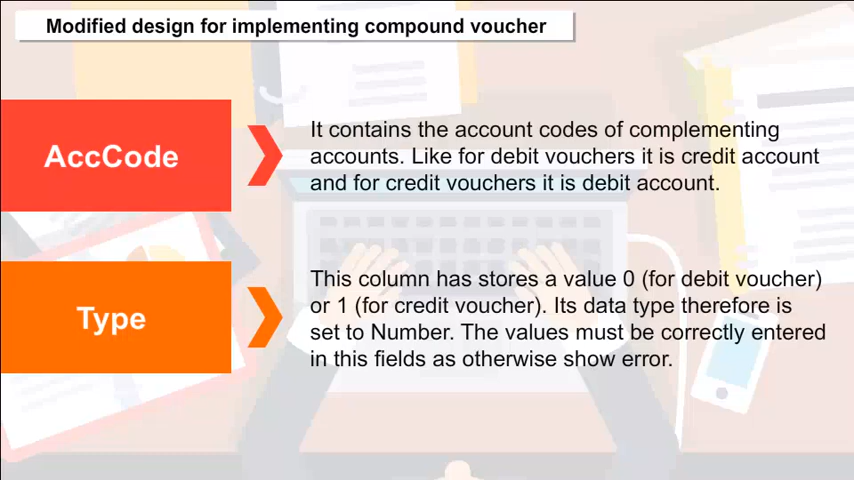 Modified design for implementing compound voucher
AccCode
It contains the account codes of complementing
accounts. Like for debit vouchers it is credit account
and for credit vouchers it is debit account.
Type
This column has stores a value 0 (for debit voucher)
or 1 (for credit voucher). Its data type therefore is
set to Number. The values must be correctly entered
in this fields as otherwise show error.